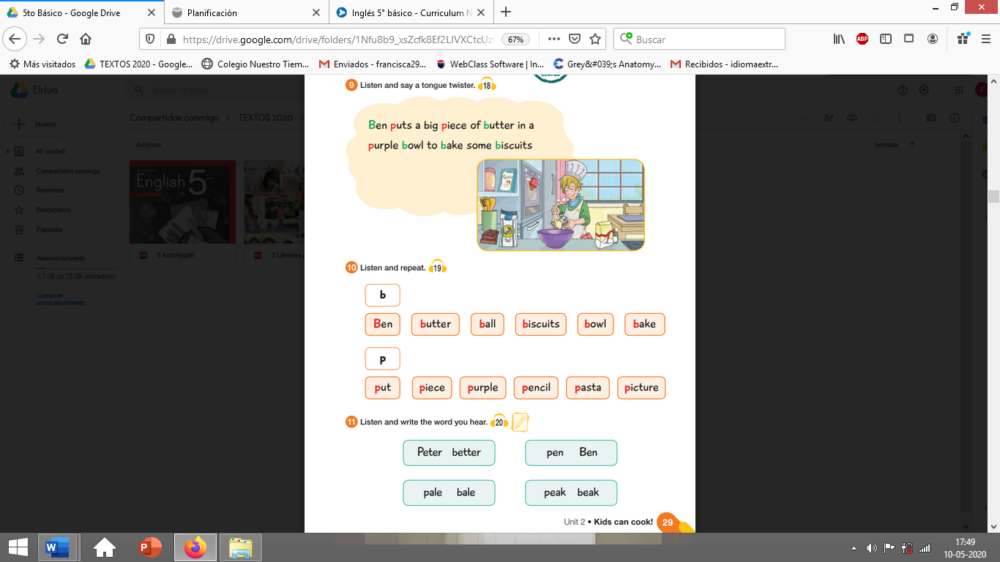 5to Básico - Google Drive
Planificación
Inglés 5° básico - Curriculum N
https://drive.google.com/drive/folders/1Nfu8b9_xsZcfk8Ef2LIVXCtcUz
67%
Buscar
ABP
Más visitados
TEXTOS 2020 - Google...
Colegio Nuestro Tiem...
Enviados - francisca29...
WebClass Software | In...
Grey&#039;s Anatomy...
Recibidos - idiomaextr...
Drive
Buscar en Drive
Nuevo
Compartidos conmigo
TEXTOS 2020
Mi unidad
Compartidos conmigo
Recientes
Destacados
Papelera
Almacenamiento
1.7 GB de 15 GB utilizado(s)
Comprar
almacenamiento
Archivos
Nombre
English 5
5 Activity.pdf
5 Láminas.p
9 Listen and say a tongue twister. 18
Ben puts a big piece of butter in a
purple bowl to bake some biscuits
10 Listen and repeat. 19
b
Ben butter ball biscuits bowl bake
p
put piece purple pencil pasta picture
11 Listen and write the word you hear. 20
Peter better pen Ben
pale bale peak beak
Unit 2 • Kids can cook! 29
17:49
10-05-2020